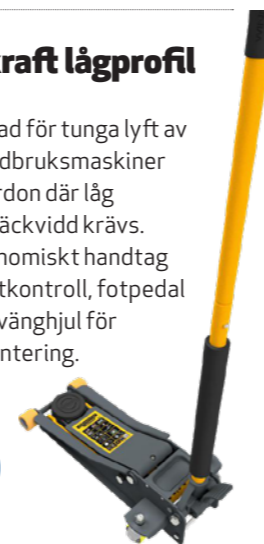 kraft lågprofil
ad för tunga lyft av
dbruksmaskiner
rdon där låg
äckvidd krävs.
nomiskt handtag
tkontroll, fotpedal
vänghjul för
ntering.